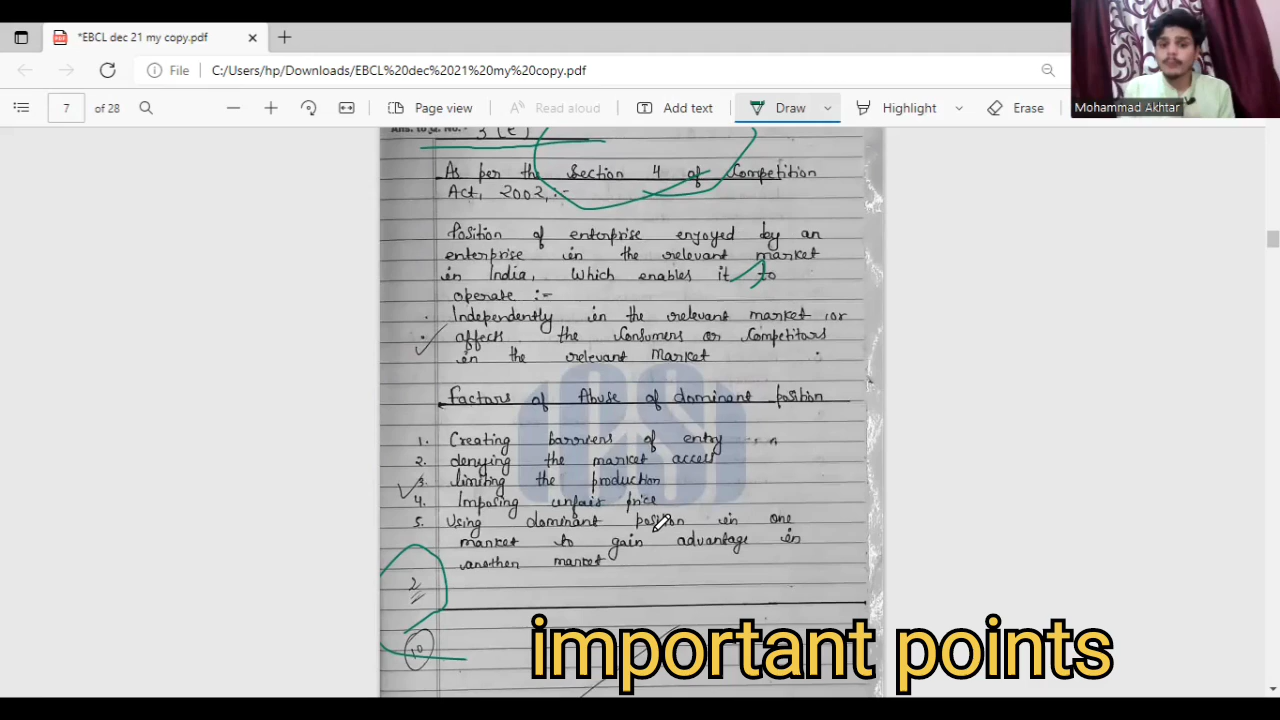 *EBCL dec 21 my copy.pdf
File C:/Users/hp/Downloads/EBCL%20dec%2021%20my%20copy.pdf
7 of 28 Page view Read aloud Add text Draw Highlight Erase
Mohammad Akhtar
3 (c)
As per the Section 4 of Competition
Act, 2002,:-
Position of enterprise enjoyed by an
enterprise in the relevant market
in India, Which enables it to
operate :-
. Independently in the relevant market or
. affects the Consumers or Competitors
in the relevant Market
Factors of Abuse of dominant position
1. Creating barriers of entry
2. denying the market access
3. limiting the production
4. Imposing unfair price
5. Using dominant position in one
market to gain advantage in
another market
2
10
important points